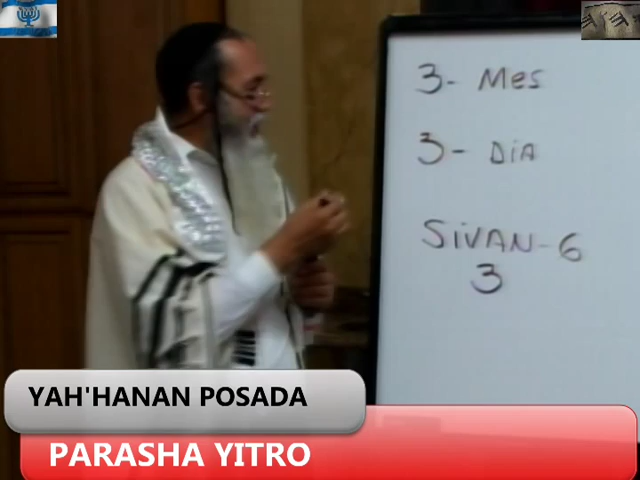 3- MES
3- DiA
SiVAN-6
3
YAH'HANAN POSADA
PARASHA YITRO